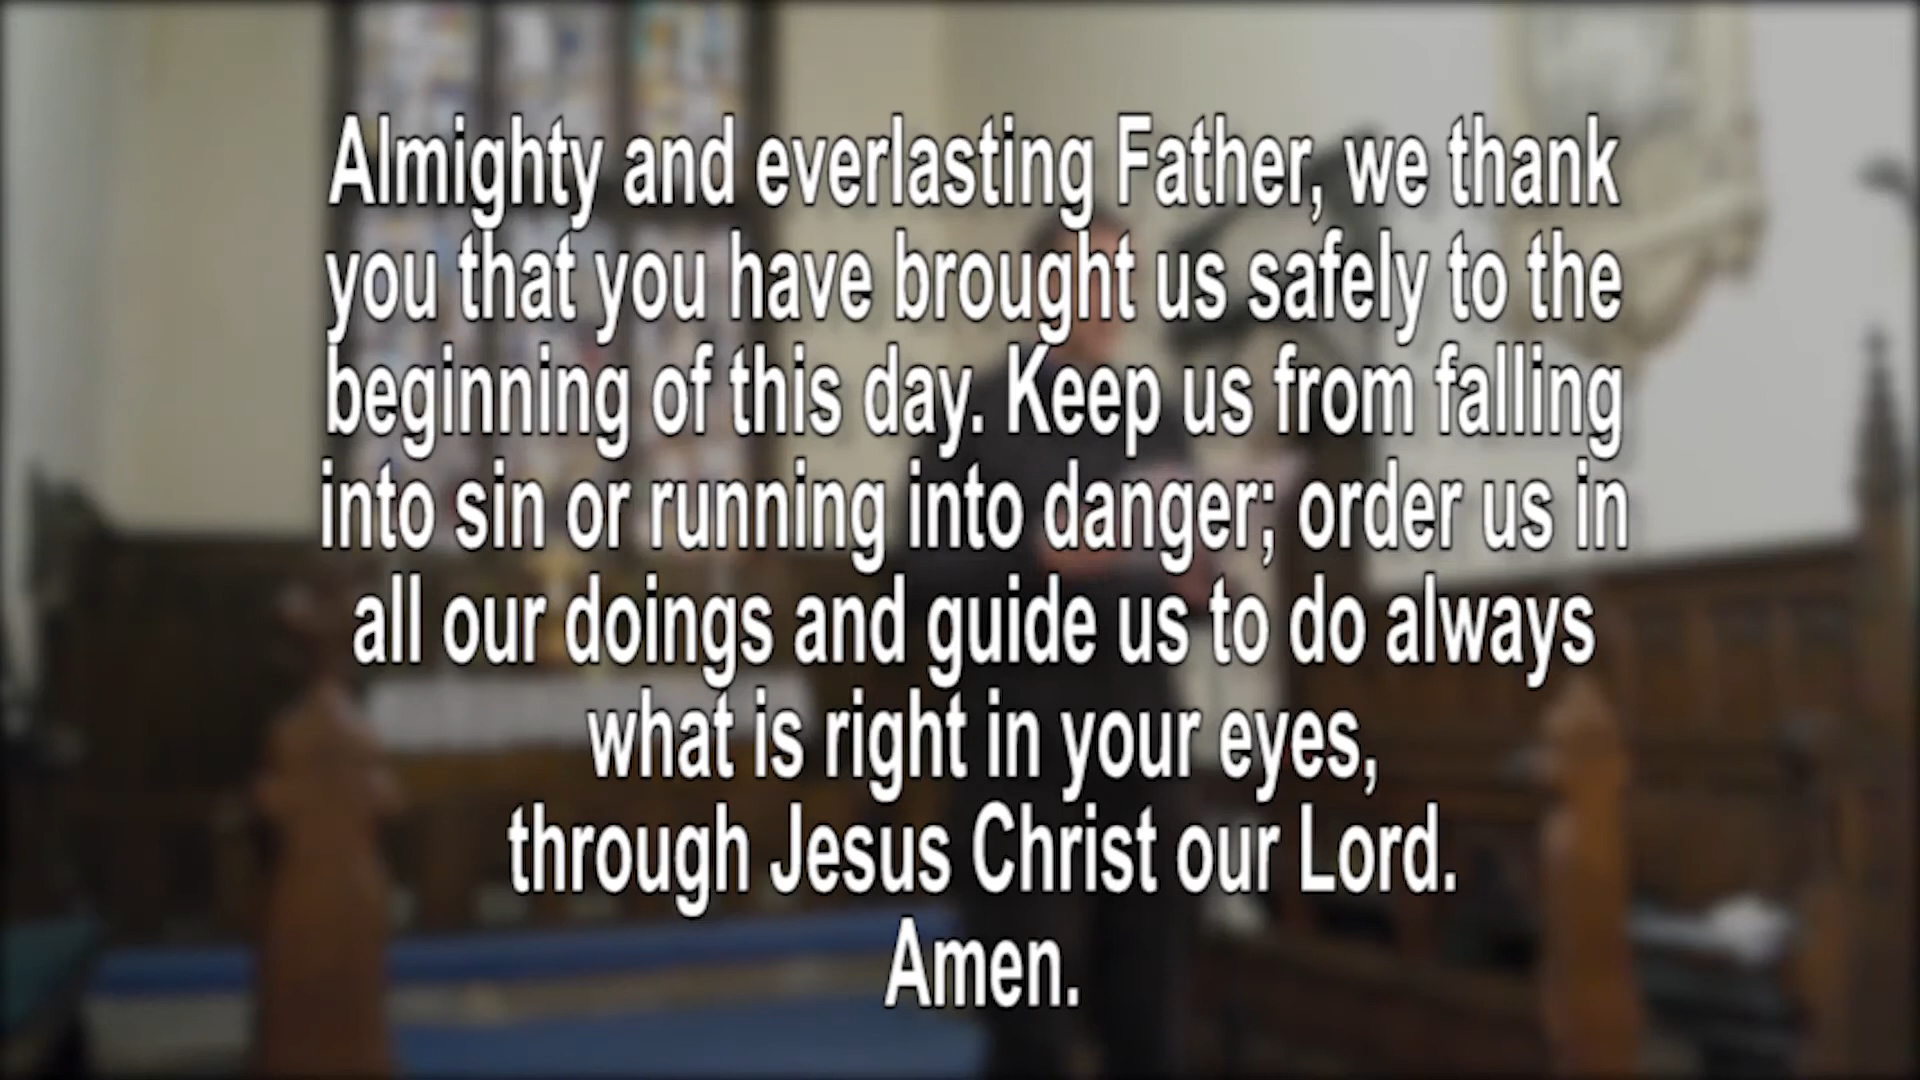 Almighty and everlasting Father, we thank
you that you have brought us safely to the
beginning of this day. Keep us from falling
into sin or running into danger; order us in
all our doings and guide us to do always
what is right in your eyes,
through Jesus Christ our Lord.
Amen.